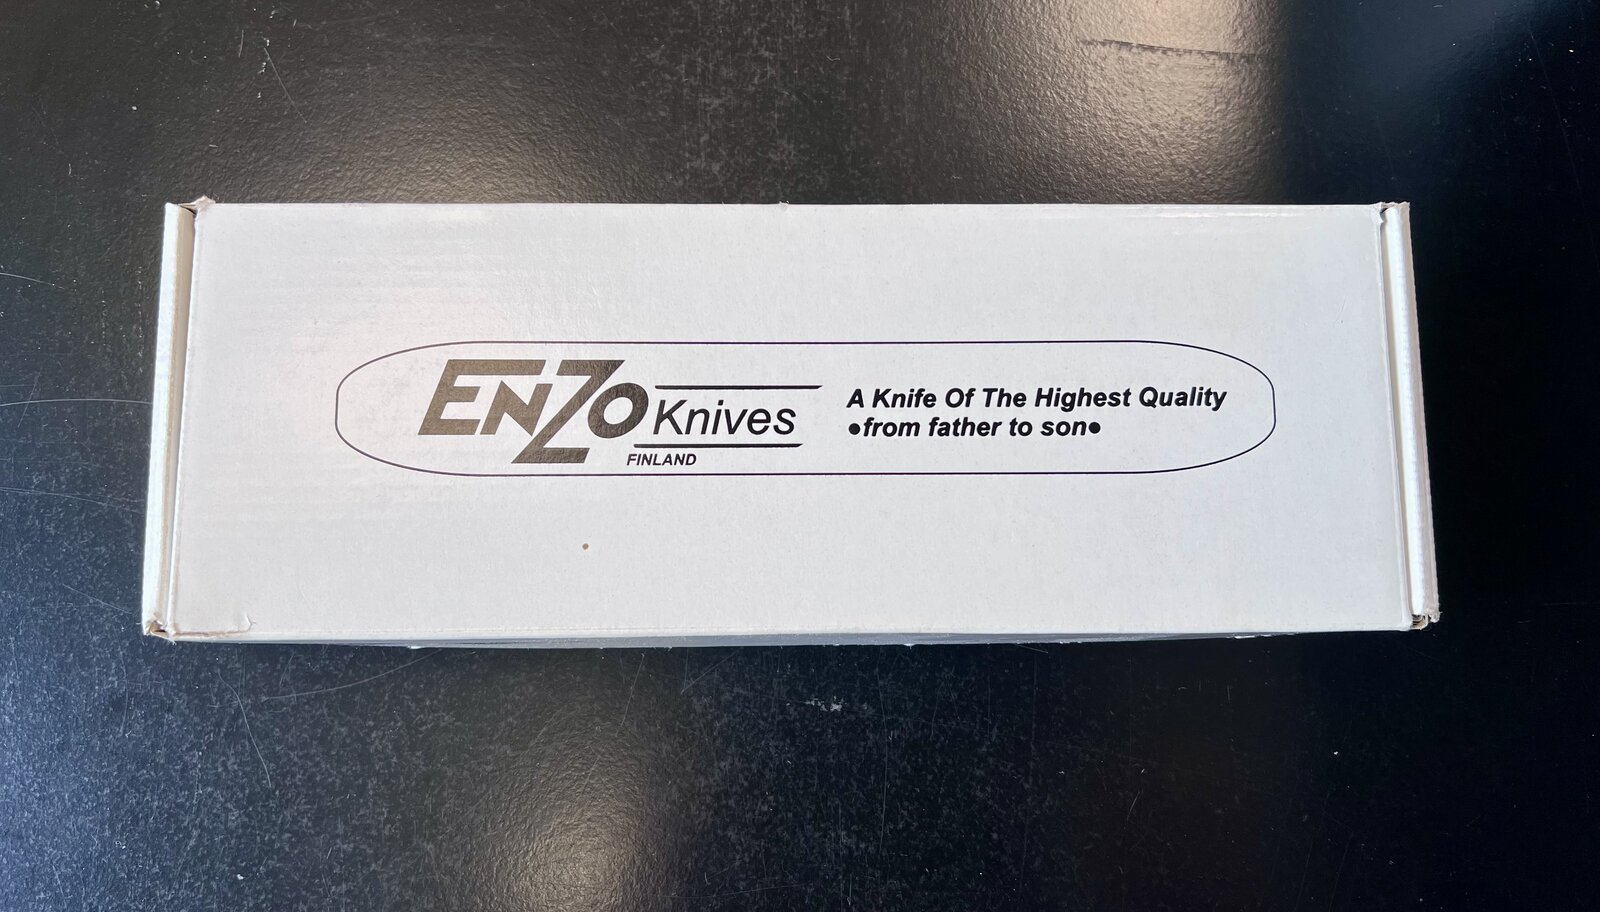 ENZO Knives
FINLAND
A Knife Of The Highest Quality
•from father to son•